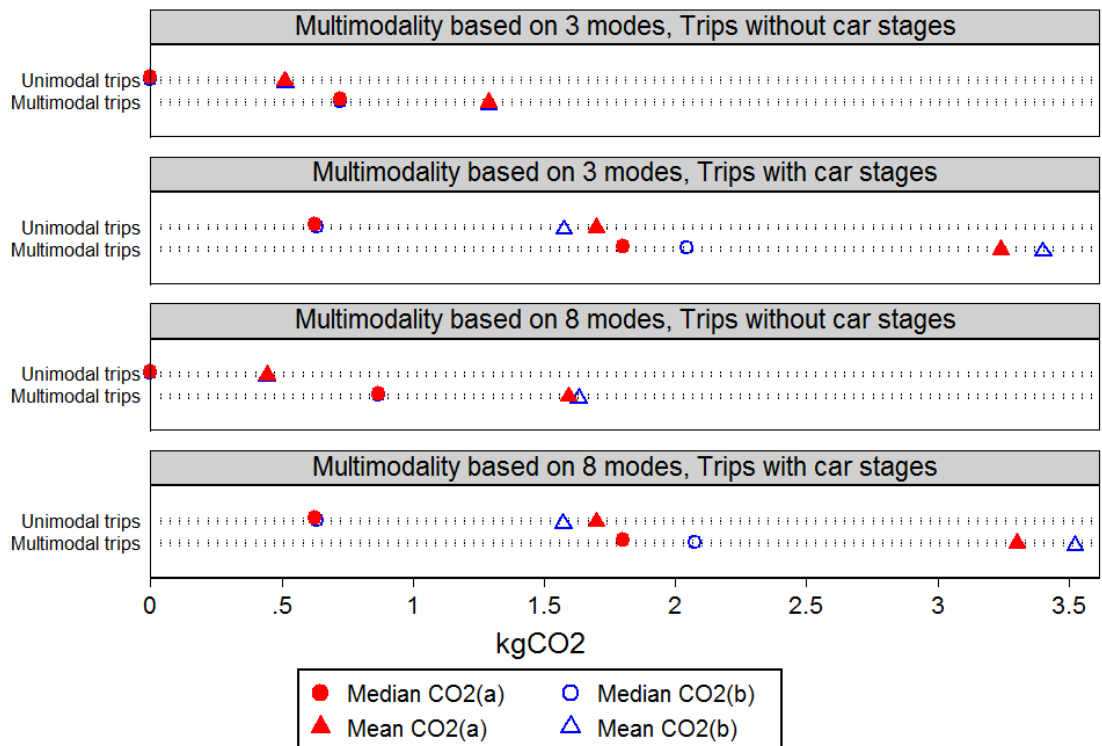 Multimodality based on 3 modes, Trips without car stages
Unimodal trips
Multimodal trips
Multimodality based on 3 modes, Trips with car stages
Unimodal trips
Multimodal trips
Multimodality based on 8 modes, Trips without car stages
Unimodal trips
Multimodal trips
Multimodality based on 8 modes, Trips with car stages
Unimodal trips
Multimodal trips
0 .5 1 1.5 2 2.5 3 3.5
kgCO2
Median CO2(a) Median CO2(b)
Mean CO2(a) Mean CO2(b)